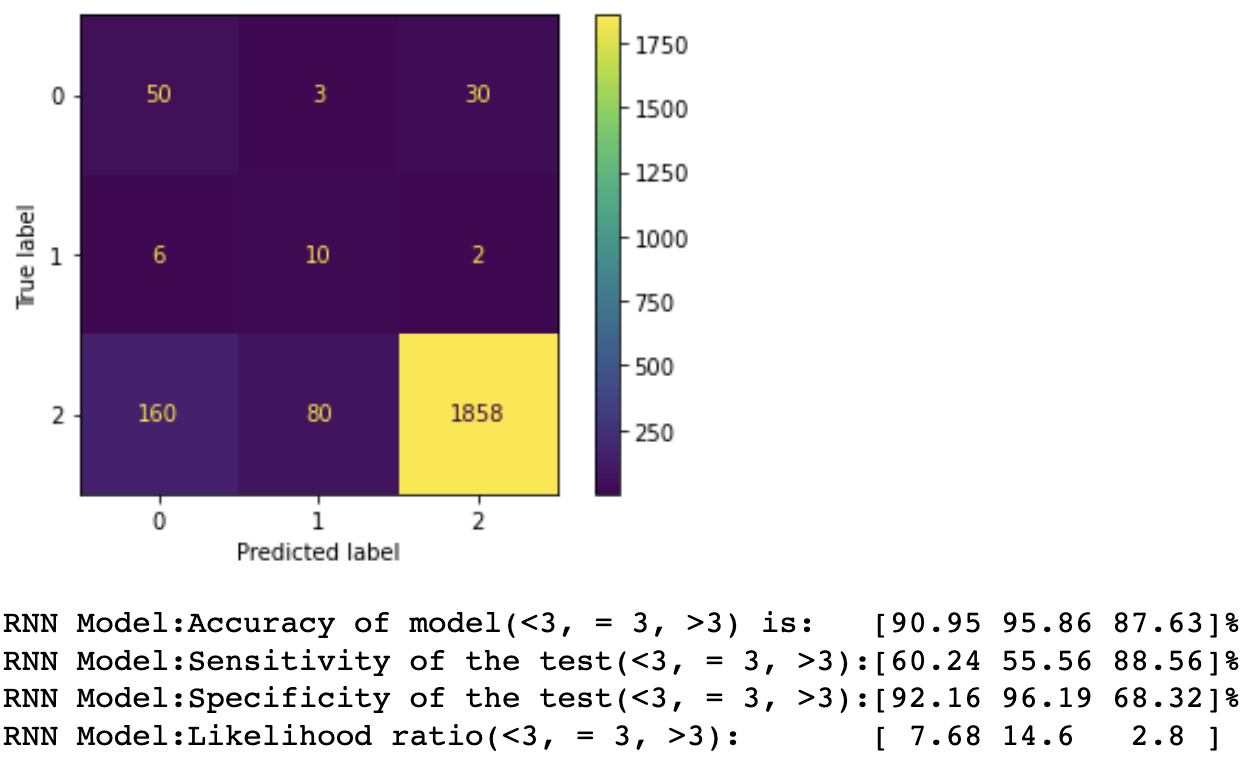 1750
0 50 3 30
1500
1250
1000
True label
1 6 10 2
750
500
2 160 80 1858
250
0 1 2
Predicted label
RNN Model:Accuracy of model(<3, = 3, >3) is: [90.95 95.86 87.63]%
RNN Model:Sensitivity of the test(<3, = 3, >3):[60.24 55.56 88.56]%
RNN Model:Specificity of the test(<3, = 3, >3):[92.16 96.19 68.32]%
RNN Model:Likelihood ratio(<3, = 3, >3): [ 7.68 14.6 2.8 ]